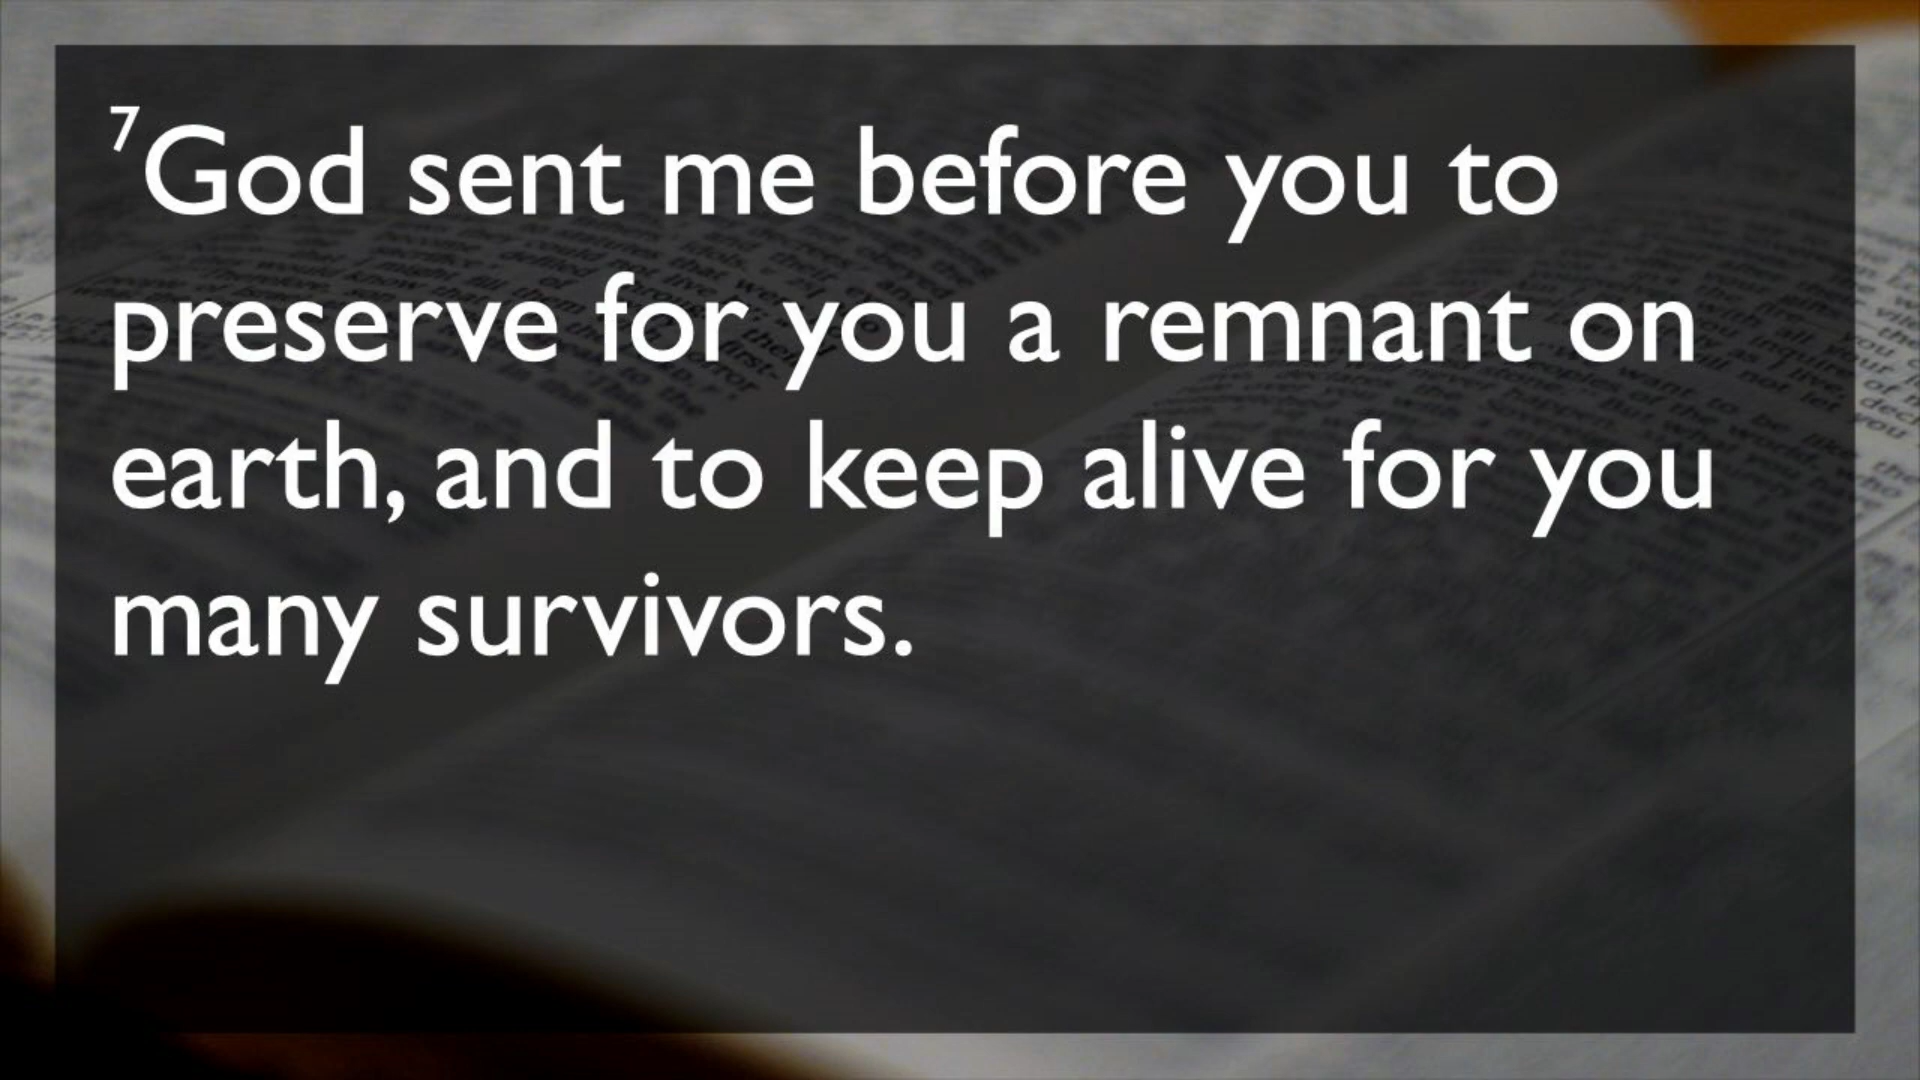 7God sent me before you to
preserve for you a remnant on
earth, and to keep alive for you
many survivors.